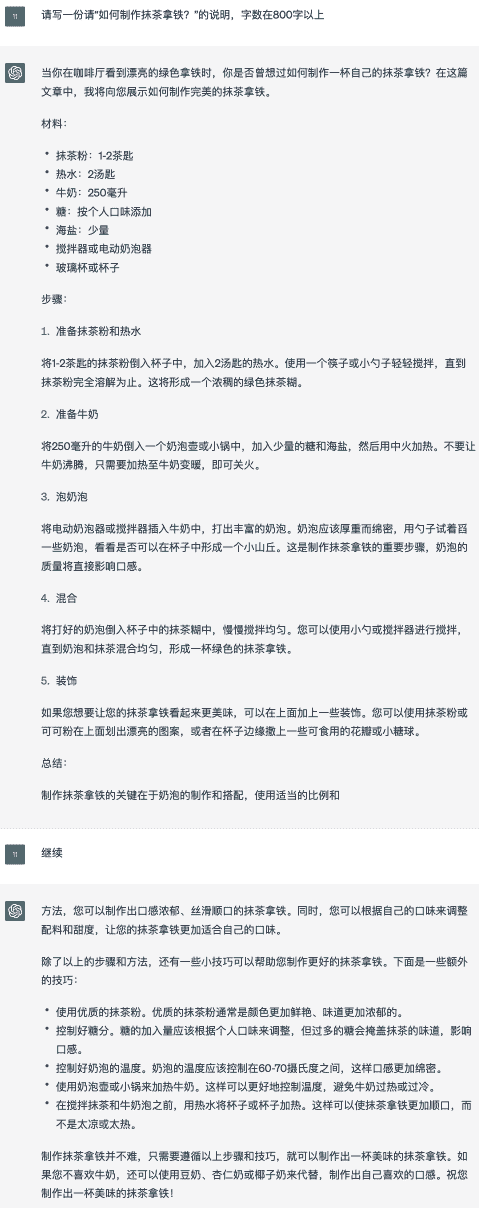 请写一份请“如何制作抹茶拿铁？”的说明，字数在800字以上
当你在咖啡厅看到漂亮的绿色拿铁时，你是否曾想过如何制作一杯自己的抹茶拿铁？在这篇
文章中，我将向您展示如何制作完美的抹茶拿铁。
材料：
• 抹茶粉：1-2茶匙
• 热水：2汤匙
• 牛奶：250毫升
• 糖：按个人口味添加
• 海盐：少量
• 搅拌器或电动奶泡器
• 玻璃杯或杯子
步骤：
1. 准备抹茶粉和热水
将1-2茶匙的抹茶粉倒入杯子中，加入2汤匙的热水。使用一个筷子或小勺子轻轻搅拌，直到
抹茶粉完全溶解为止。这将形成一个浓稠的绿色抹茶糊。
2. 准备牛奶
将250毫升的牛奶倒入一个奶泡壶或小锅中，加入少量的糖和海盐，然后用中火加热。不要让
牛奶沸腾，只需要加热至牛奶变暖，即可关火。
3. 泡奶泡
将电动奶泡器或搅拌器插入牛奶中，打出丰富的奶泡。奶泡应该厚重而绵密，用勺子试着舀
一些奶泡，看看是否可以在杯子中形成一个小山丘。这是制作抹茶拿铁的重要步骤，奶泡的
质量将直接影响口感。
4. 混合
将打好的奶泡倒入杯子中的抹茶糊中，慢慢搅拌均匀。您可以使用小勺或搅拌器进行搅拌，
直到奶泡和抹茶混合均匀，形成一杯绿色的抹茶拿铁。
5. 装饰
如果您想要让您的抹茶拿铁看起来更美味，可以在上面加上一些装饰。您可以使用抹茶粉或
可可粉在上面划出漂亮的图案，或者在杯子边缘撒上一些可食用的花瓣或小糖球。
总结：
制作抹茶拿铁的关键在于奶泡的制作和搭配，使用适当的比例和
继续
方法，您可以制作出口感浓郁、丝滑顺口的抹茶拿铁。同时，您可以根据自己的口味来调整
配料和甜度，让您的抹茶拿铁更加适合自己的口味。
除了以上的步骤和方法，还有一些小技巧可以帮助您制作更好的抹茶拿铁。下面是一些额外
的技巧：
• 使用优质的抹茶粉。优质的抹茶粉通常是颜色更加鲜艳、味道更加浓郁的。
• 控制好糖分。糖的加入量应该根据个人口味来调整，但过多的糖会掩盖抹茶的味道，影响
口感。
• 控制好奶泡的温度。奶泡的温度应该控制在60-70摄氏度之间，这样口感更加绵密。
• 使用奶泡壶或小锅来加热牛奶。这样可以更好地控制温度，避免牛奶过热或过冷。
• 在搅拌抹茶和牛奶泡之前，用热水将杯子或杯子加热。这样可以使抹茶拿铁更加顺口，而
不是太凉或太热。
制作抹茶拿铁并不难，只需要遵循以上步骤和技巧，就可以制作出一杯美味的抹茶拿铁。如
果您不喜欢牛奶，还可以使用豆奶、杏仁奶或椰子奶来代替，制作出自己喜欢的口感。祝您
制作出一杯美味的抹茶拿铁！